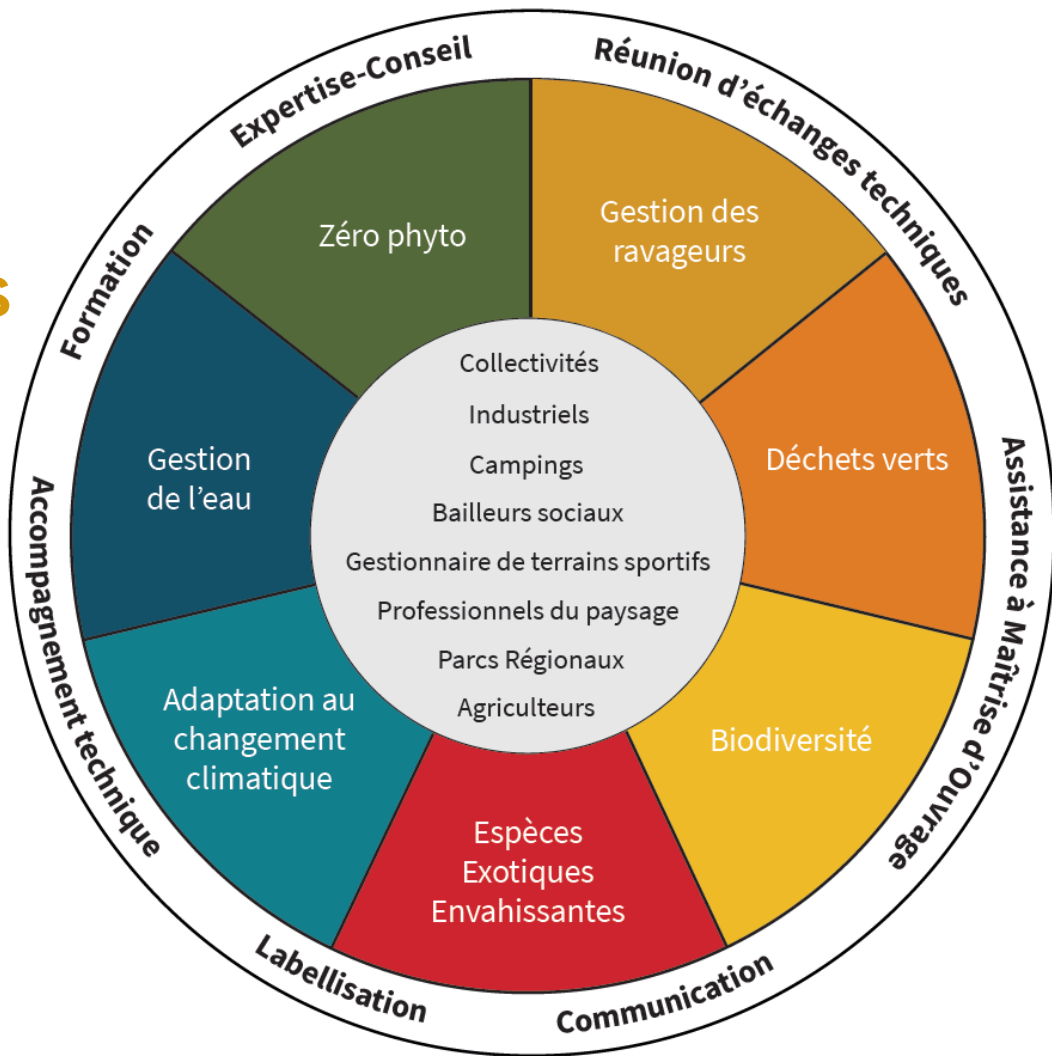 Expertise-Conseil
Réunion d’échanges techniques
Assistance à Maîtrise d’Ouvrage
Communication
Labellisation
Accompagnement technique
Formation
Zéro phyto
Gestion des
ravageurs
Déchets verts
Biodiversité
Espèces
Exotiques
Envahissantes
Adaptation au
changement
climatique
Gestion
de l’eau
Collectivités
Industriels
Campings
Bailleurs sociaux
Gestionnaire de terrains sportifs
Professionnels du paysage
Parcs Régionaux
Agriculteurs
s